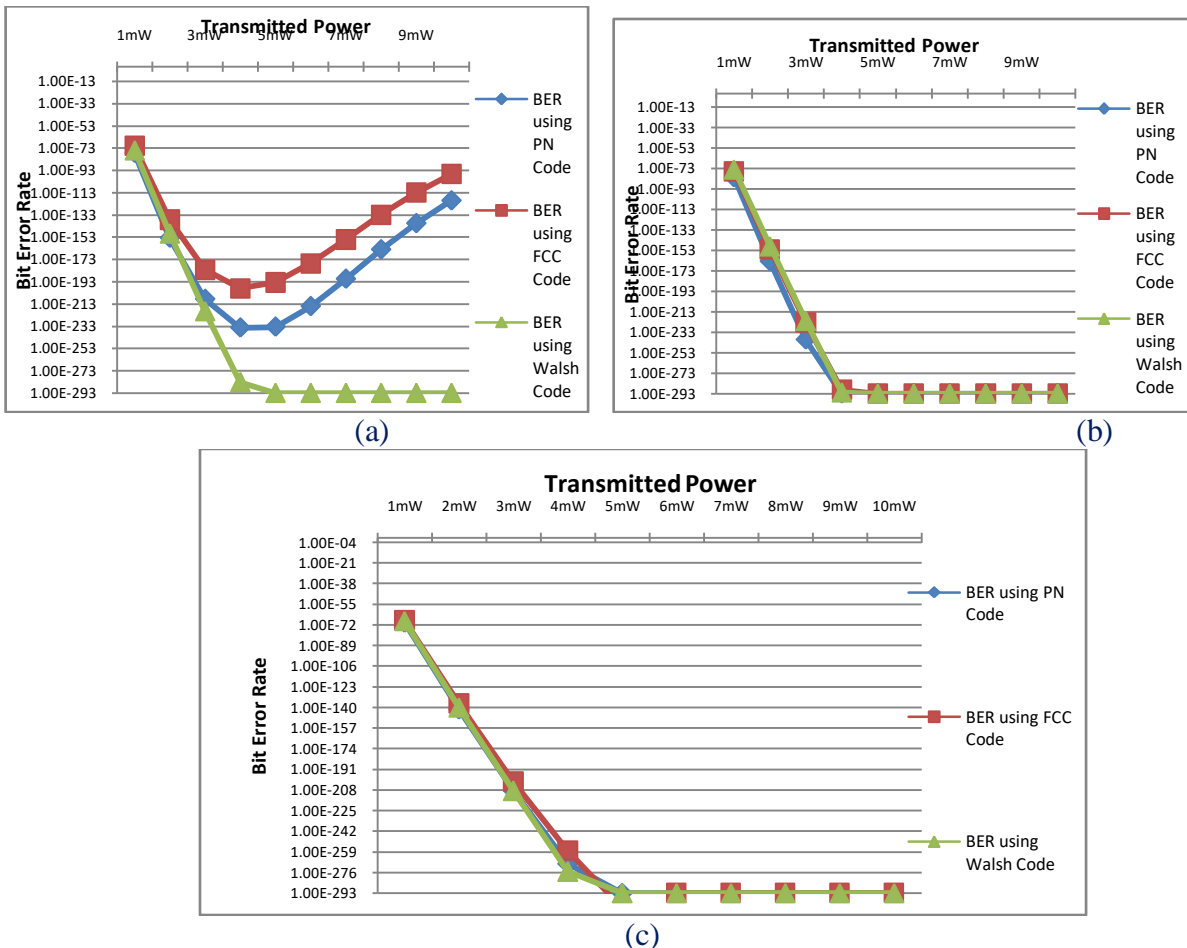 Transmitted Power
1mW 3mW 5mW 7mW 9mW
1.00E-13
1.00E-33
1.00E-53
1.00E-73
1.00E-93
1.00E-113
1.00E-133
1.00E-153
1.00E-173
1.00E-193
1.00E-213
1.00E-233
1.00E-253
1.00E-273
1.00E-293
Bit Error Rate
BER
using
PN
Code
BER
using
FCC
Code
BER
using
Walsh
Code
(a)
Transmitted Power
1mW 3mW 5mW 7mW 9mW
1.00E-13
1.00E-33
1.00E-53
1.00E-73
1.00E-93
1.00E-113
1.00E-133
1.00E-153
1.00E-173
1.00E-193
1.00E-213
1.00E-233
1.00E-253
1.00E-273
1.00E-293
Bit Error Rate
BER
using
PN
Code
BER
using
FCC
Code
BER
using
Walsh
Code
(b)
Transmitted Power
1mW 2mW 3mW 4mW 5mW 6mW 7mW 8mW 9mW 10mW
1.00E-04
1.00E-21
1.00E-38
1.00E-55
1.00E-72
1.00E-89
1.00E-106
1.00E-123
1.00E-140
1.00E-157
1.00E-174
1.00E-191
1.00E-208
1.00E-225
1.00E-242
1.00E-259
1.00E-276
1.00E-293
Bit Error Rate
BER using PN
Code
BER using FCC
Code
BER using
Walsh Code
(c)